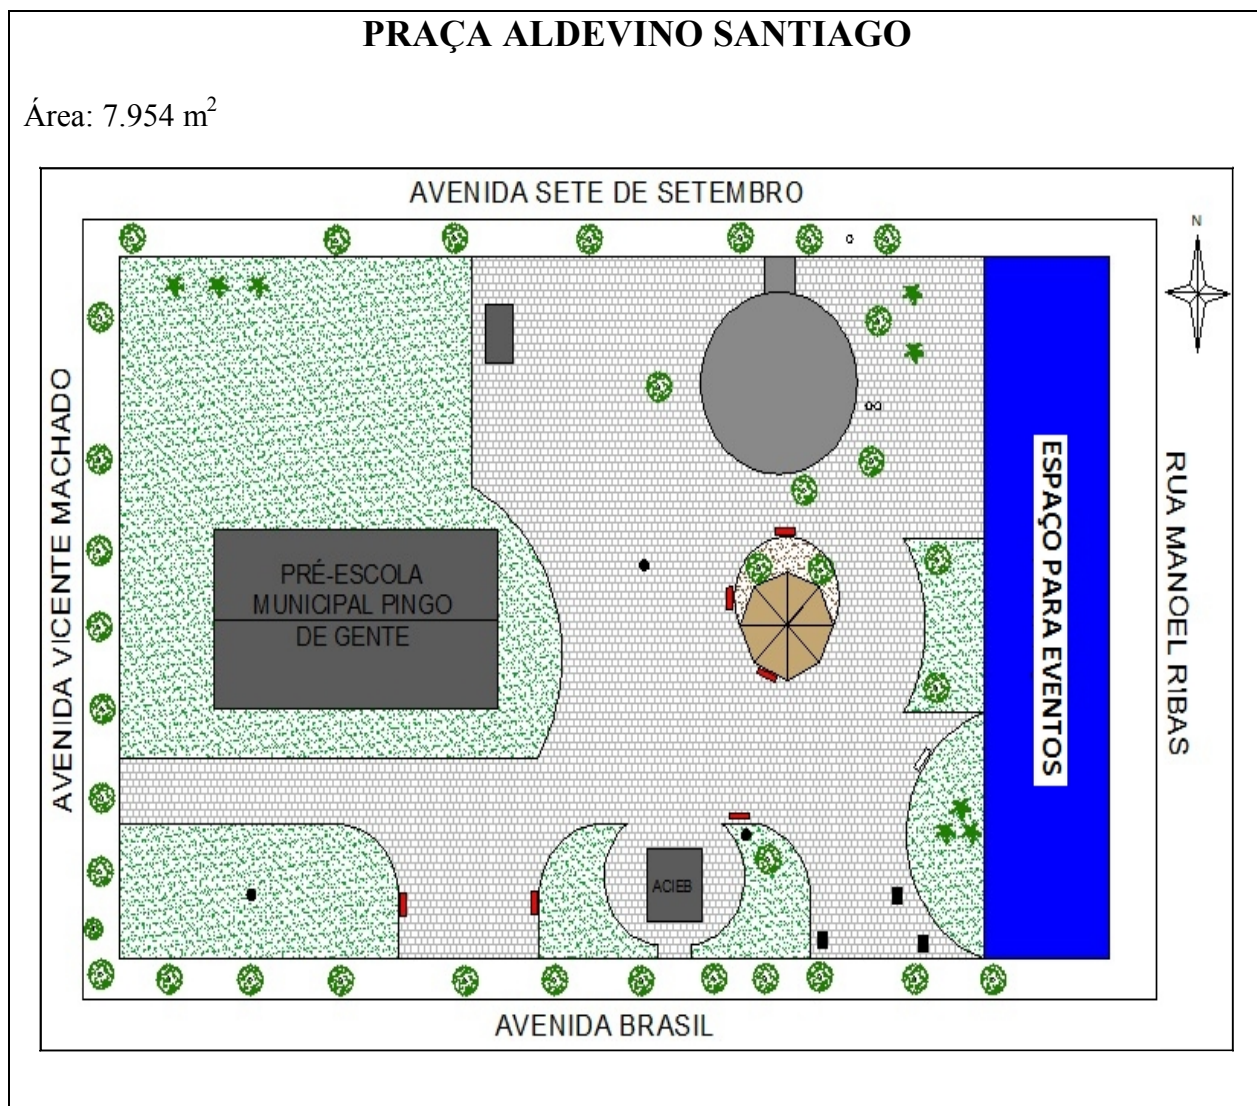 PRAÇA ALDEVINO SANTIAGO
Área: 7.954 m²
AVENIDA SETE DE SETEMBRO
N
AVENIDA VICENTE MACHADO
PRÉ-ESCOLA
MUNICIPAL PINGO
DE GENTE
ESPAÇO PARA EVENTOS
RUA MANOEL RIBAS
ACIEB
AVENIDA BRASIL